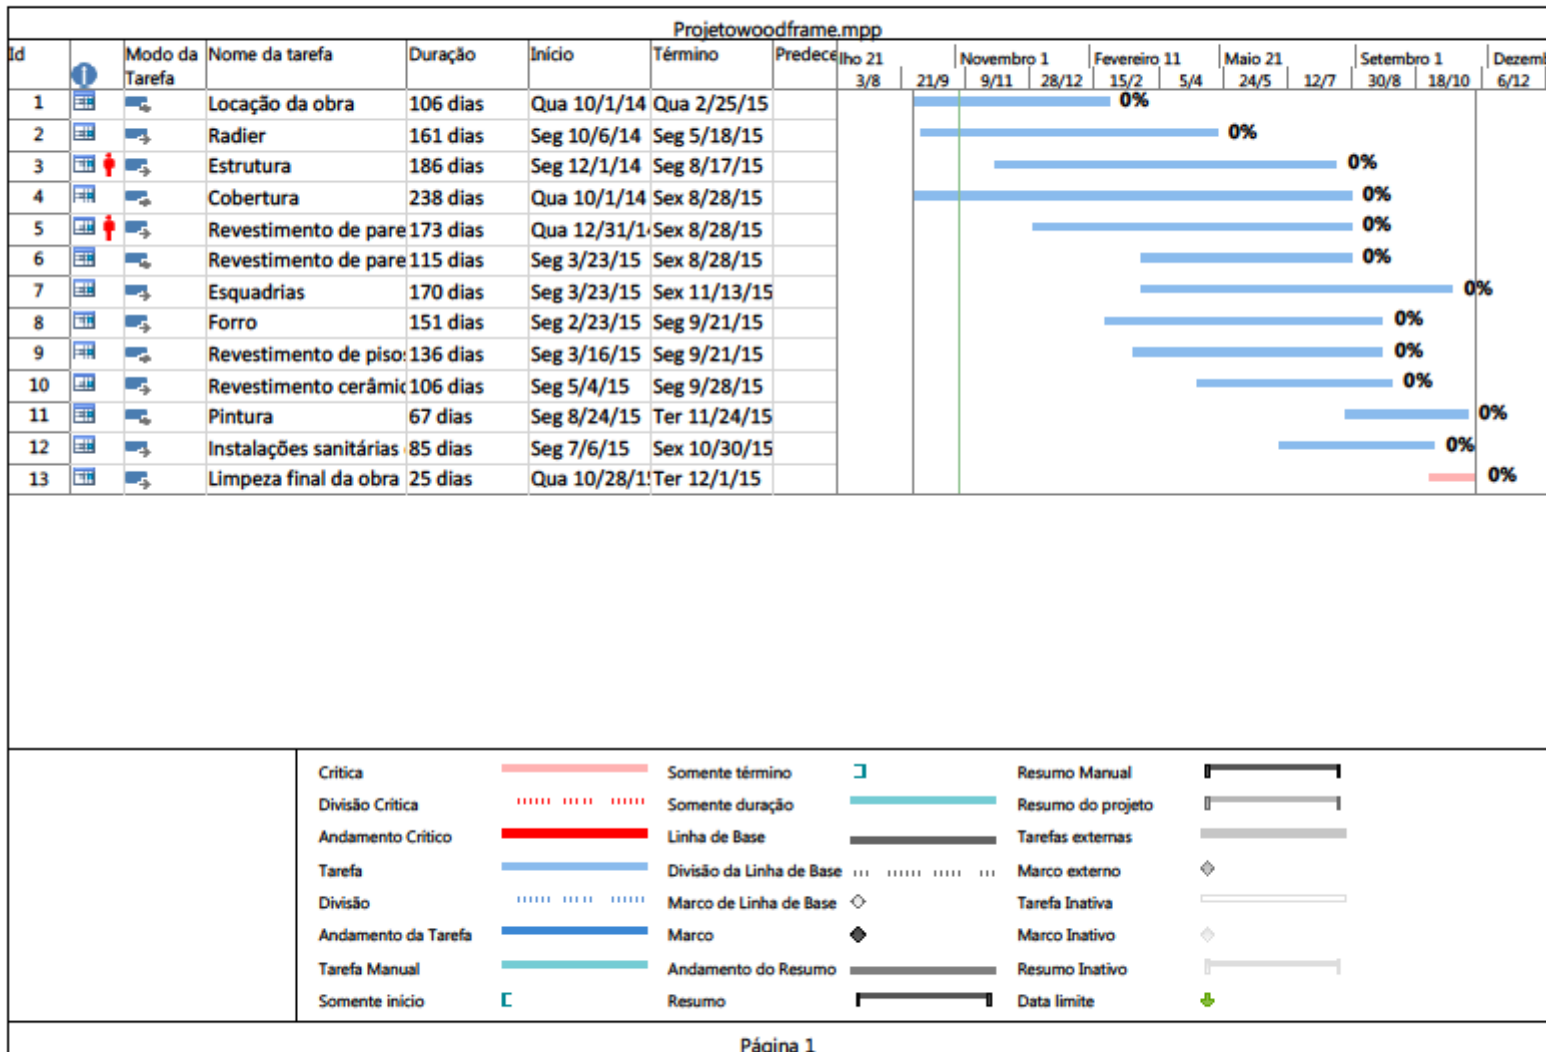 Projetowoodframe.mpp
Id Modo da Tarefa Nome da tarefa Duração Início Término Predece lho 21 Novembro 1 Fevereiro 11 Maio 21 Setembro 1 Dezemb
3/8 21/9 9/11 28/12 15/2 5/4 24/5 12/7 30/8 18/10 6/12
1 Locação da obra 106 dias Qua 10/1/14 Qua 2/25/15 0%
2 Radier 161 dias Seg 10/6/14 Seg 5/18/15 0%
3 Estrutura 186 dias Seg 12/1/14 Seg 8/17/15 0%
4 Cobertura 238 dias Qua 10/1/14 Sex 8/28/15 0%
5 Revestimento de pare 173 dias Qua 12/31/1 Sex 8/28/15 0%
6 Revestimento de pare 115 dias Seg 3/23/15 Sex 8/28/15 0%
7 Esquadrias 170 dias Seg 3/23/15 Sex 11/13/15 0%
8 Forro 151 dias Seg 2/23/15 Seg 9/21/15 0%
9 Revestimento de piso 136 dias Seg 3/16/15 Seg 9/21/15 0%
10 Revestimento cerâmic 106 dias Seg 5/4/15 Seg 9/28/15 0%
11 Pintura 67 dias Seg 8/24/15 Ter 11/24/15 0%
12 Instalações sanitárias 85 dias Seg 7/6/15 Sex 10/30/15 0%
13 Limpeza final da obra 25 dias Qua 10/28/1 Ter 12/1/15 0%
Crítica Somente término Resumo Manual
Divisão Crítica Somente duração Resumo do projeto
Andamento Crítico Linha de Base Tarefas externas
Tarefa Divisão da Linha de Base Marco externo
Divisão Marco de Linha de Base Tarefa Inativa
Andamento da Tarefa Marco Marco Inativo
Tarefa Manual Andamento do Resumo Resumo Inativo
Somente início Resumo Data limite
Página 1